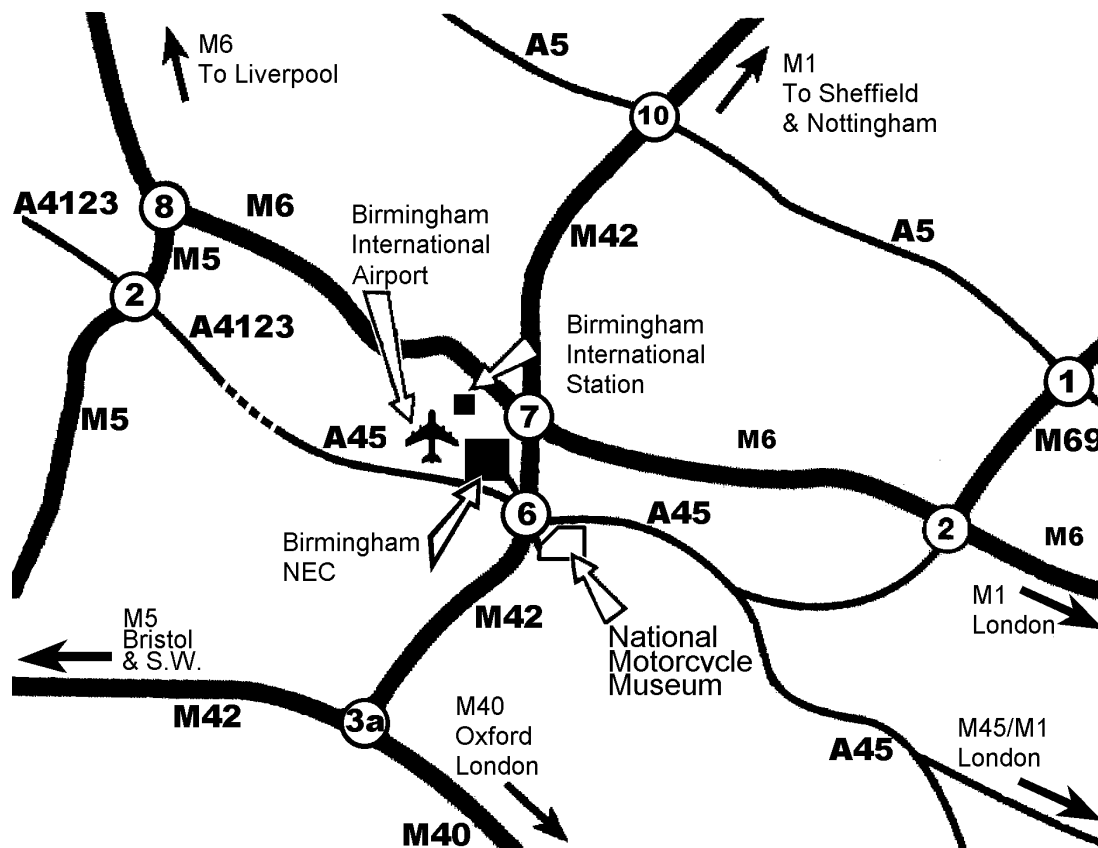 M6
To Liverpool
A5
M1
To Sheffield
& Nottingham
10
A4123
8
M6
Birmingham
International
Airport
M42
A5
M5
2
A4123
Birmingham
International
Station
1
M5
7
A45
M6
M69
6
A45
2
M6
Birmingham
NEC
M42
M1
London
M5
Bristol
& S.W.
National
Motorcvcle
Museum
M42
3a
M40
Oxford
London
A45
M45/M1
London
M40